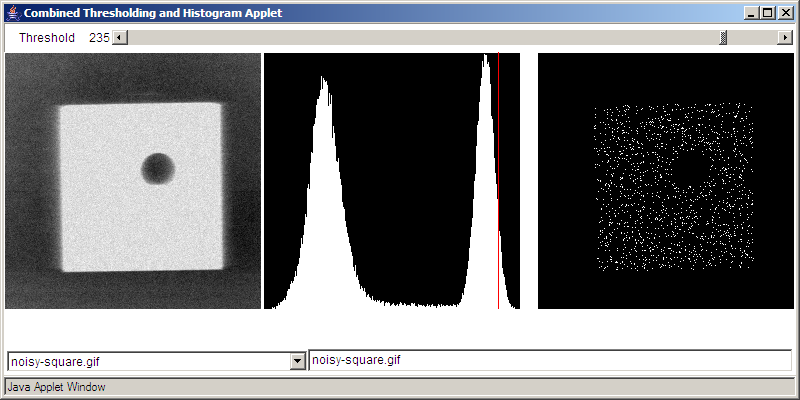 Combined Thresholding and Histogram Applet
Threshold 235
noisy-square.gif
noisy-square.gif
Java Applet Window